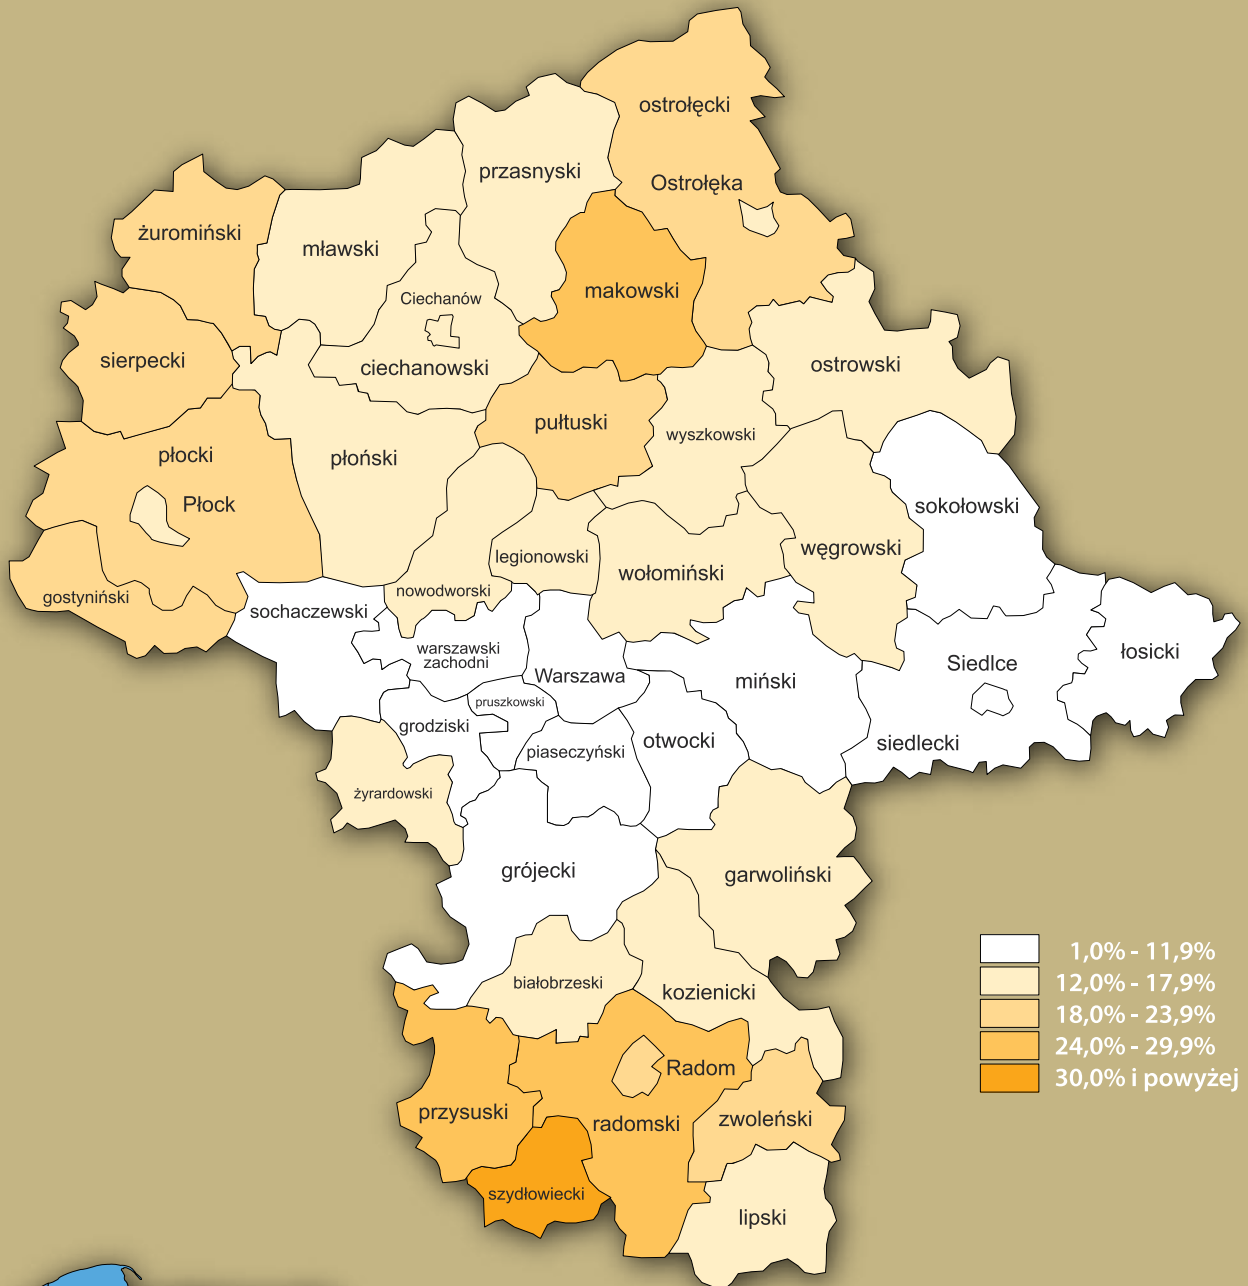 ostrołęcki
przasnyski
Ostrołęka
żuromiński
mławski
makowski
Ciechanów
sierpecki
ciechanowski
ostrowski
pułtuski
wyszkowski
płocki
płoński
Płock
sokołowski
węgrowski
legionowski
wołomiński
nowodworski
gostyniński
sochaczewski
warszawski
zachodni
łosicki
Siedlce
Warszawa
miński
pruszkowski
grodziski
otwocki
siedlecki
piaseczyński
żyrardowski
grójecki
garwoliński
białobrzeski
kozienicki
1,0% - 11,9%
12,0% - 17,9%
18,0% - 23,9%
24,0% - 29,9%
30,0% i powyżej
Radom
przysuski
radomski
zwoleński
szydłowiecki
lipski